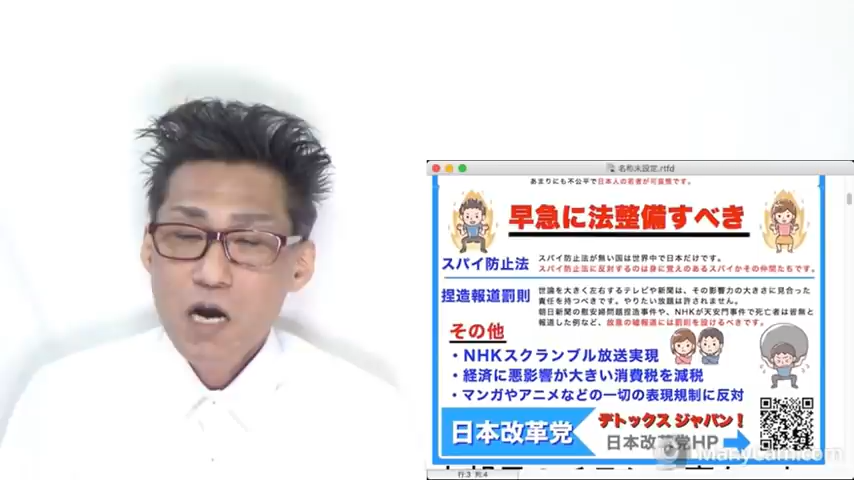 名称未設定.rtfd
あまりにも不公平で日本人の若者が可哀想です。
早急に法整備すべき
スパイ防止法
スパイ防止法が無い国は世界中で日本だけです。
スパイ防止法に反対するのは身に覚えのあるスパイかその仲間たちです。
捏造報道罰則
世論を大きく左右するテレビや新聞は、その影響力の大きさに見合った
責任を持つべきです。やりたい放題は許されません。
朝日新聞の慰安婦問題捏造事件や、NHKが天安門事件で死亡者は皆無と
報道した例など、故意の嘘報道には罰則を設けるべきです。
その他
・NHKスクランブル放送実現
・経済に悪影響が大きい消費税を減税
・マンガやアニメなどの一切の表現規制に反対
日本改革党
デトックス ジャパン！
日本改革党HP
ManyCam.com
行:3 列:4